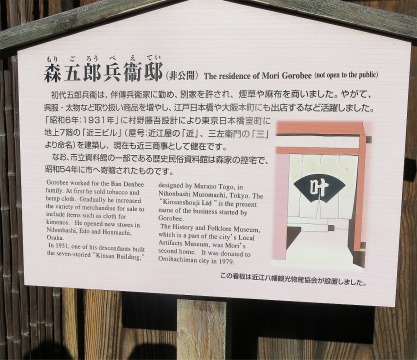 もり ご ろう べ え てい
森五郎兵衞邸〈非公開〉 The residence of Mori Gorobee (not open to the public)
初代五郎兵衛は、伴傳兵衛家に勤め、別家を許され、煙草や麻布を商いました。やがて、
呉服・太物など取り扱い商品を増やし、江戸日本橋や大阪本町にも出店するなど活躍しました。
「昭和6年(1931年)に村野藤吾設計により東京日本橋室町に
地上7階の「近三ビル」(屋号:近江屋の「近」、三左衛門の「三」
より命名)を建築し、現在も近三商事として健在です。
なお、市立資料館の一部である歴史民俗資料館は森家の控宅で、
昭和54年に市へ寄贈されたものです。
Gorobee worked for the Ban Denbee
family. At first he sold tobacco and
hemp cloth. Gradually he increased
the variety of merchandise for sale to
include items such as cloth for
kimonos. He opened new stores in
Nihonbashi, Edo and Honmachi,
Osaka.
In 1931, one of his descendants built
the seven-storied "Kinsan Building,"
designed by Murano Togo, in
Nihonbashi Muromachi, Tokyo. The
"Kinsanshouji Ltd." is the present
name of the business started by
Gorobee.
The History and Folklore Museum,
which is a part of the city's Local
Artifacts Museum, was Mori's
second home. It was donated to
Omihachiman city in 1979.
叶
この看板は近江八幡観光物産協会が設置しました。